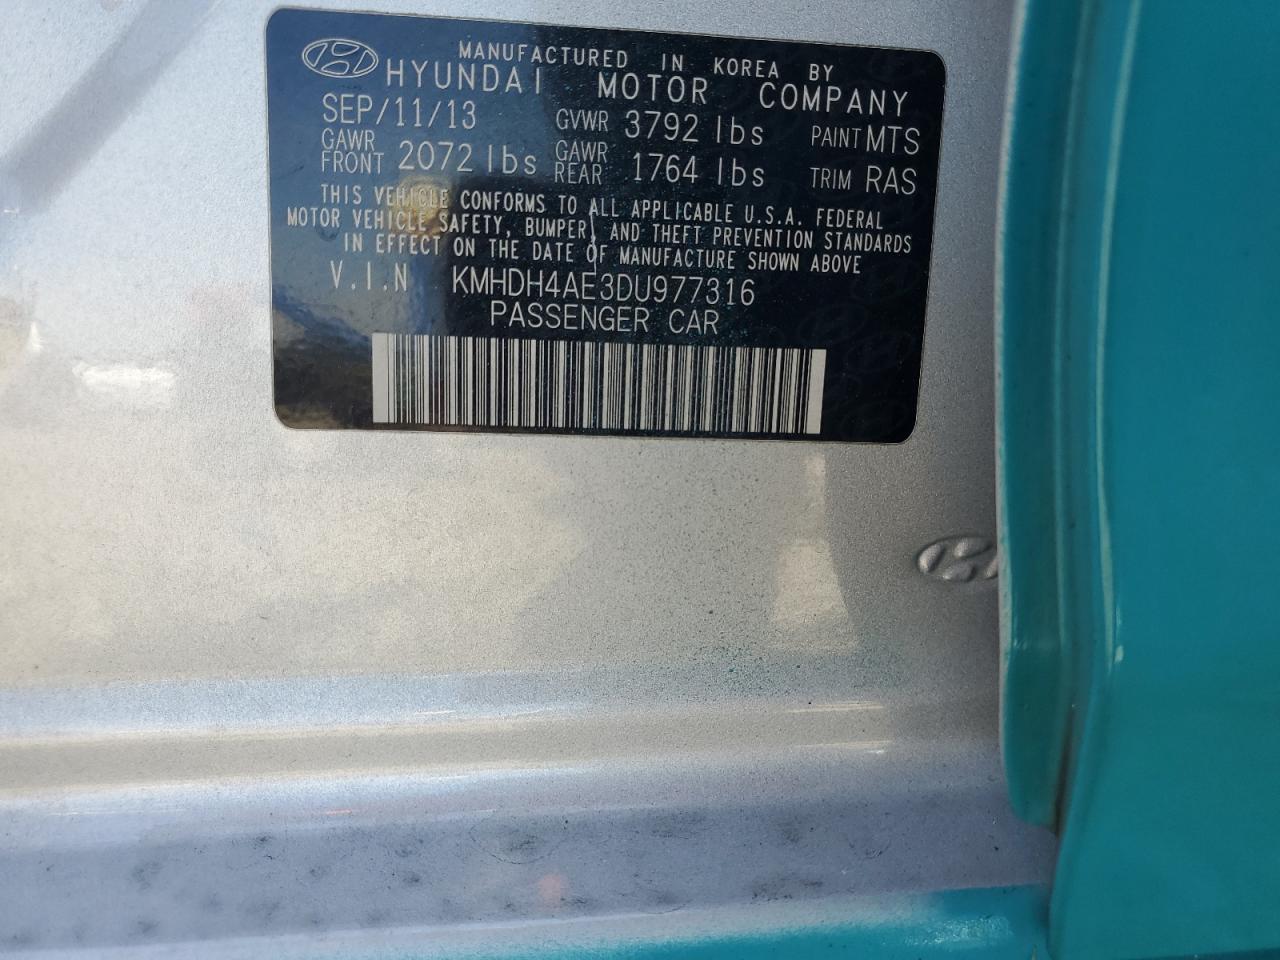 MANUFACTURED IN KOREA BY
HYUNDAI MOTOR COMPANY
SEP/11/13 GVWR 3792 lbs PAINT MTS
GAWR FRONT 2072 lbs GAWR REAR 1764 lbs TRIM RAS
THIS VEHICLE CONFORMS TO ALL APPLICABLE U.S.A. FEDERAL
MOTOR VEHICLE SAFETY, BUMPER, AND THEFT PREVENTION STANDARDS
IN EFFECT ON THE DATE OF MANUFACTURE SHOWN ABOVE
V.I.N KMHDH4AE3DU977316
PASSENGER CAR